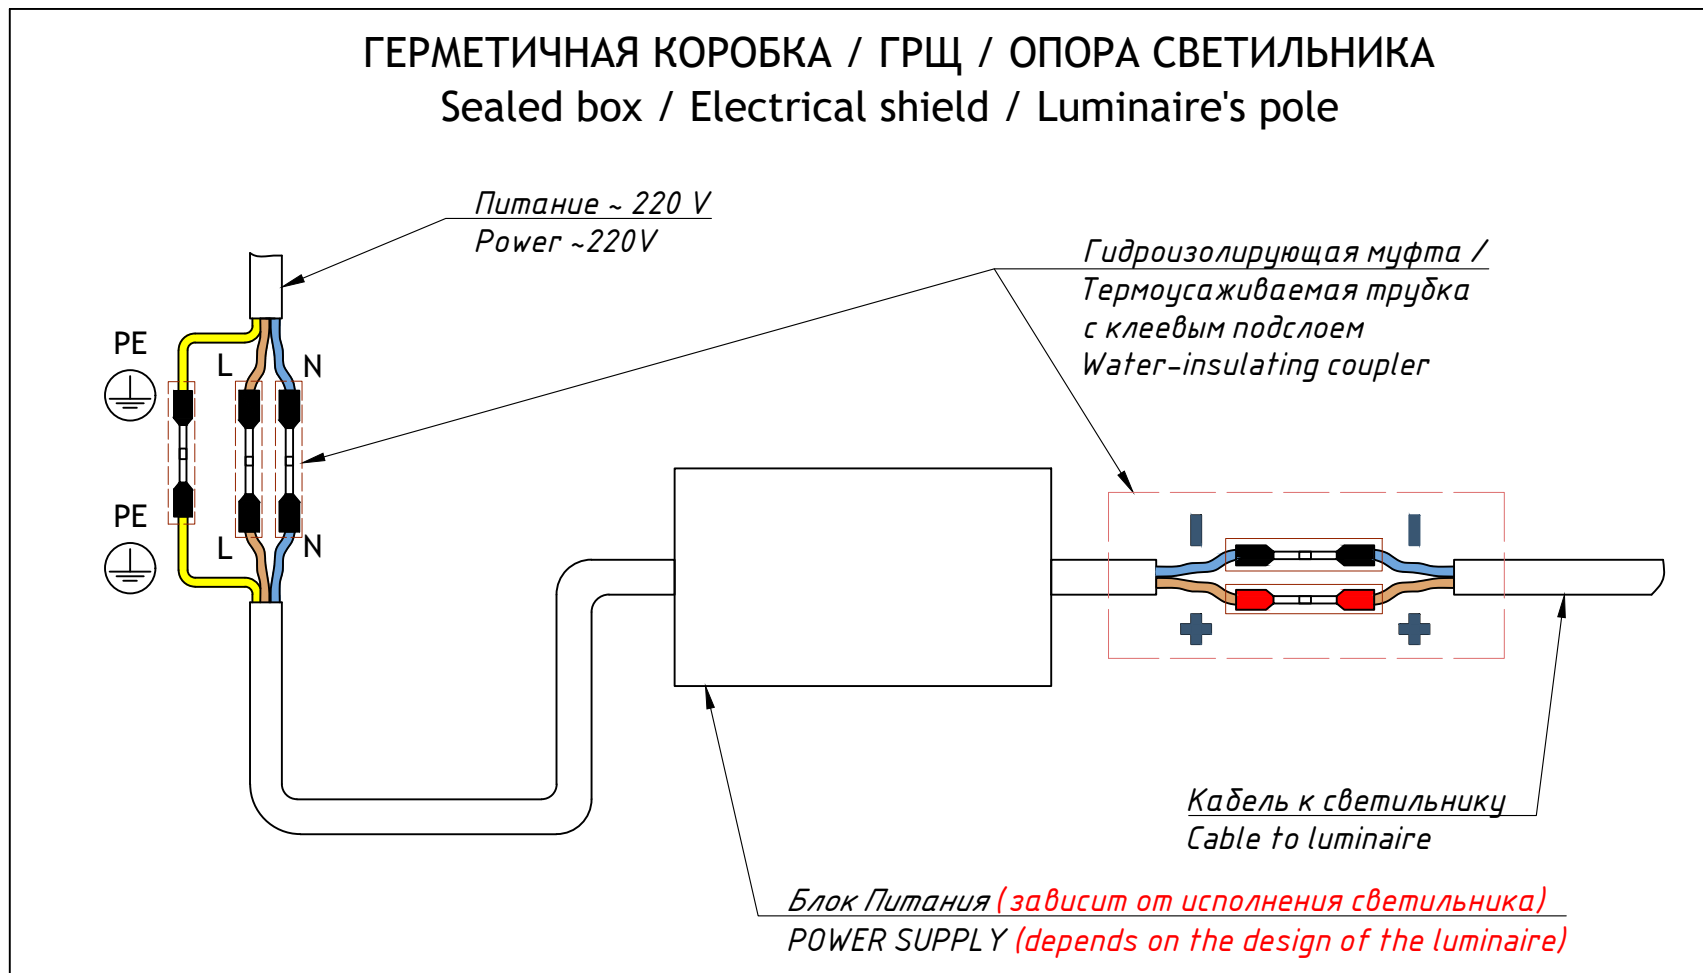 ГЕРМЕТИЧНАЯ КОРОБКА / ГРЩ / ОПОРА СВЕТИЛЬНИКА
Sealed box / Electrical shield / Luminaire's pole
Питание ~ 220 V
Power ~220V
Гидроизолирующая муфта /
Термоусаживаемая трубка
с клеевым подслоем
Water-insulating coupler
PE
L
N
PE
L
N
Кабель к светильнику
Cable to luminaire
Блок Питания (зависит от исполнения светильника)
POWER SUPPLY (depends on the design of the luminaire)